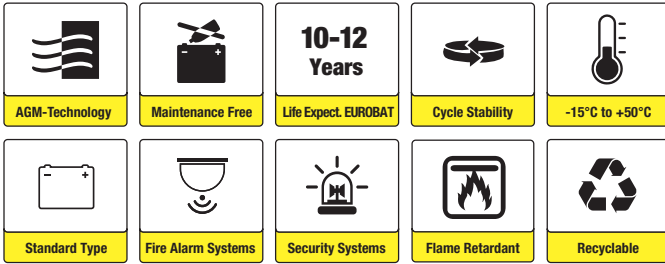 10-12
Years
AGM-Technology
Maintenance Free
Life Expect. EUROBAT
Cycle Stability
-15°C to +50°C
Standard Type
Fire Alarm Systems
Security Systems
Flame Retardant
Recyclable